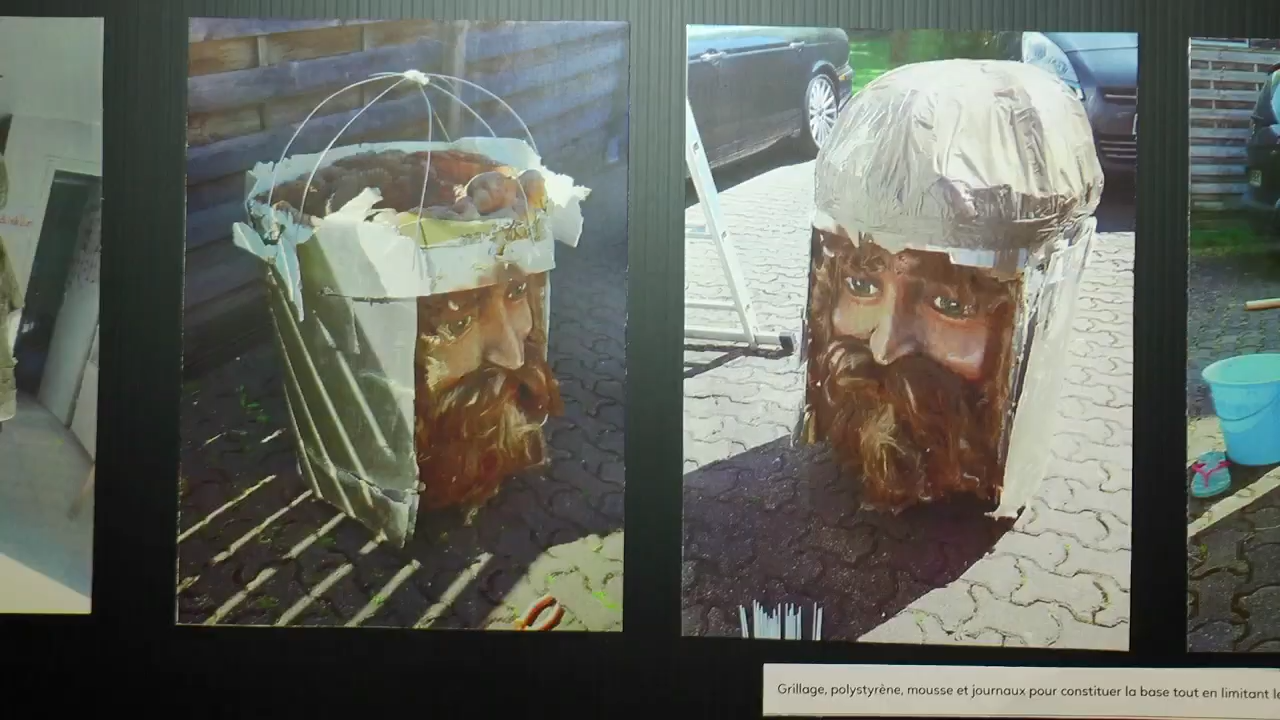 Grillage, polystyrène, mousse et journaux pour constituer la base tout en limitant le